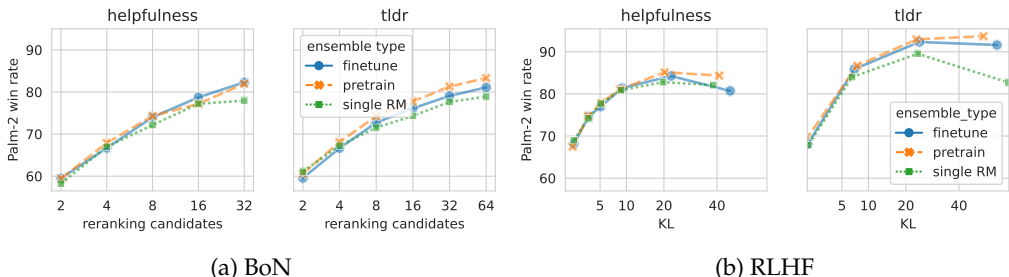 helpfulness
tldr
helpfulness
tldr
Palm-2 win rate
90
80
70
60
2 4 8 16 32
reranking candidates
ensemble type
finetune
pretrain
single RM
2 4 8 16 32 64
reranking candidates
Palm-2 win rate
90
80
70
60
5 10 20 40
KL
ensemble_type
finetune
pretrain
single RM
5 10 20 40
KL
(a) BoN
(b) RLHF